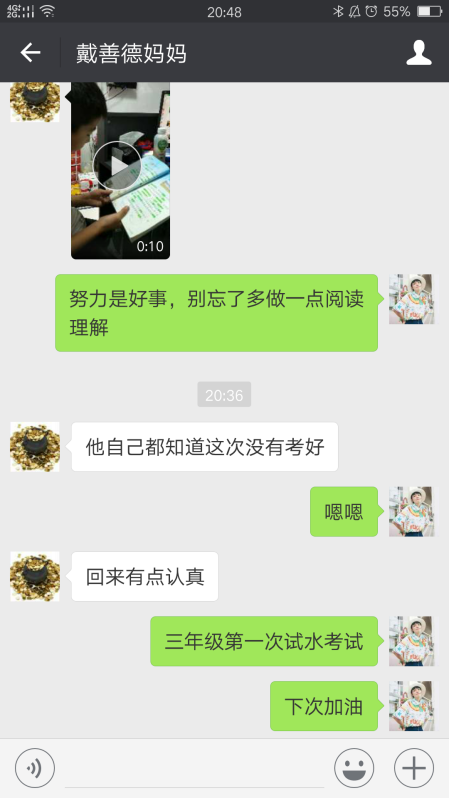 4G 2G 20:48 55%
戴善德妈妈
0:10
努力是好事，别忘了多做一点阅读
理解
20:36
他自己都知道这次没有考好
嗯嗯
回来有点认真
三年级第一次试水考试
下次加油